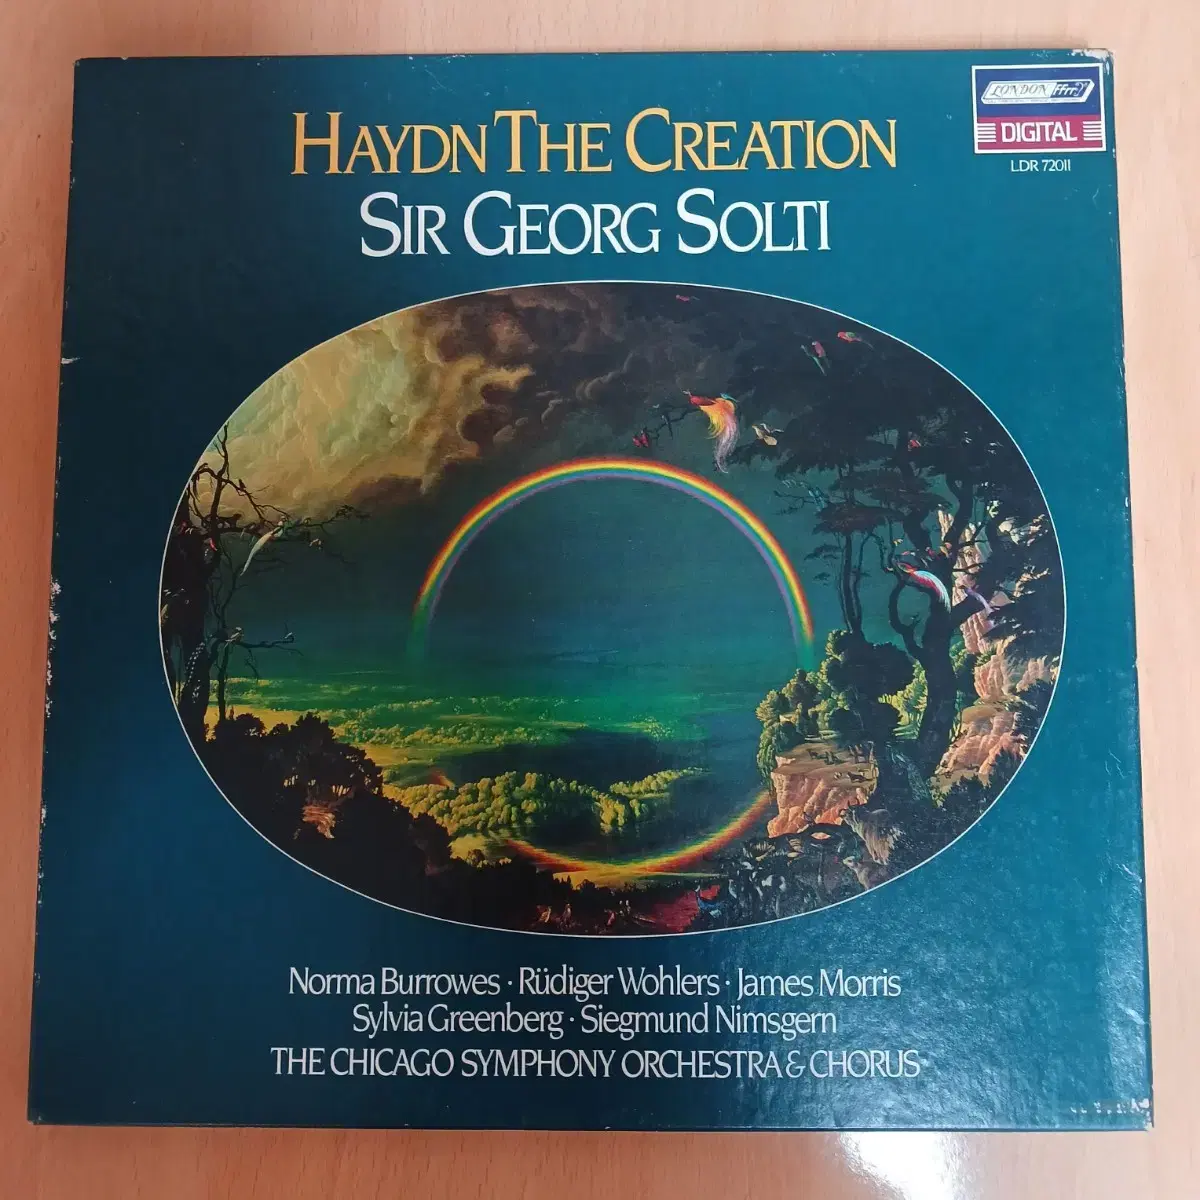 LONDON ffrr
DIGITAL
LDR 72011
HAYDN THE CREATION
SIR GEORG SOLTI
Norma Burrowes · Rüdiger Wohlers · James Morris
Sylvia Greenberg · Siegmund Nimsgern
THE CHICAGO SYMPHONY ORCHESTRA & CHORUS